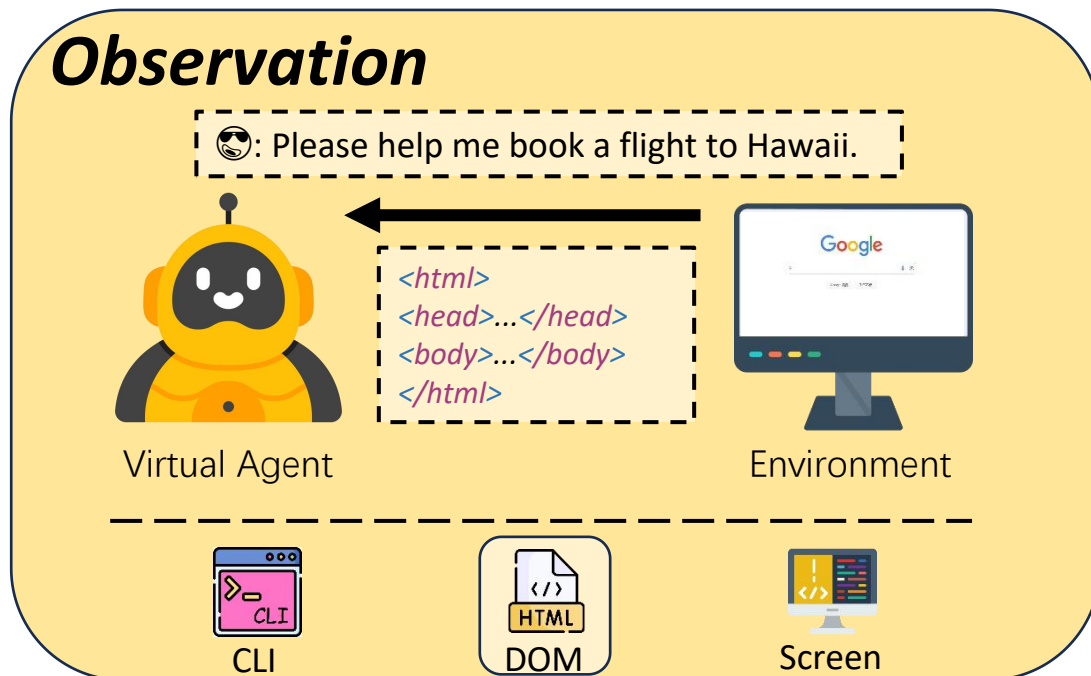 Observation
😎: Please help me book a flight to Hawaii.
<html>
<head>...</head>
<body>...</body>
</html>
Google
Virtual Agent
Environment
>_
CLI
</>
HTML
!
</>
CLI
DOM
Screen